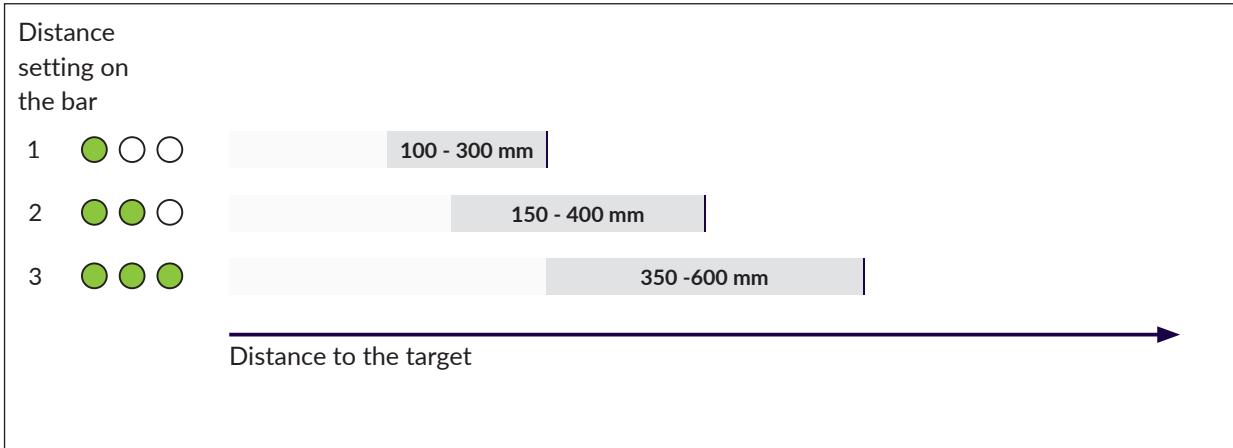 Distance
setting on
the bar
1
100 - 300 mm
2
150 - 400 mm
3
350 -600 mm
Distance to the target